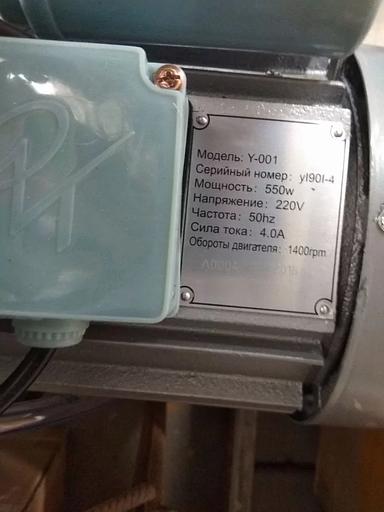 Модель: Y-001
Серийный номер: yl90l-4
Мощность: 550w
Напряжение: 220V
Частота: 50hz
Сила тока: 4.0A
Обороты двигателя: 1400rpm
A0004